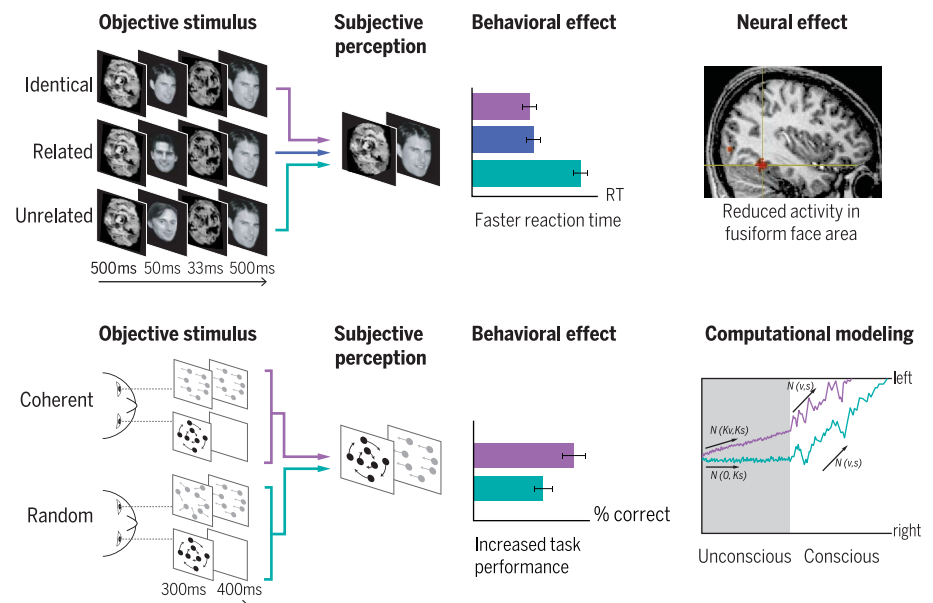 Objective stimulus
Subjective
perception
Behavioral effect
Neural effect
Identical
Related
Unrelated
500ms 50ms 33ms 500ms
RT
Faster reaction time
Reduced activity in
fusiform face area
Objective stimulus
Subjective
perception
Behavioral effect
Computational modeling
Coherent
Random
300ms 400ms
% correct
Increased task
performance
left
N (v,s)
N (Kv,Ks)
N (0, Ks)
N (v,s)
right
Unconscious Conscious